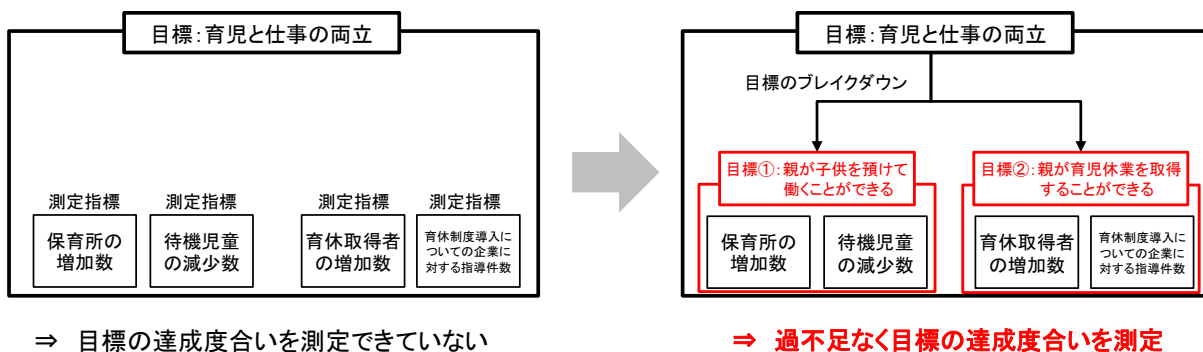 目標：育児と仕事の両立
測定指標
測定指標
測定指標
測定指標
保育所の
増加数
待機児童
の減少数
育休取得者
の増加数
育休制度導入に
ついての企業に
対する指導件数
⇒ 目標の達成度合いを測定できていない
目標：育児と仕事の両立
目標のブレイクダウン
目標①：親が子供を預けて
働くことができる
目標②：親が育児休業を取得
することができる
保育所の
増加数
待機児童
の減少数
育休取得者
の増加数
育休制度導入に
ついての企業に
対する指導件数
⇒ 過不足なく目標の達成度合いを測定